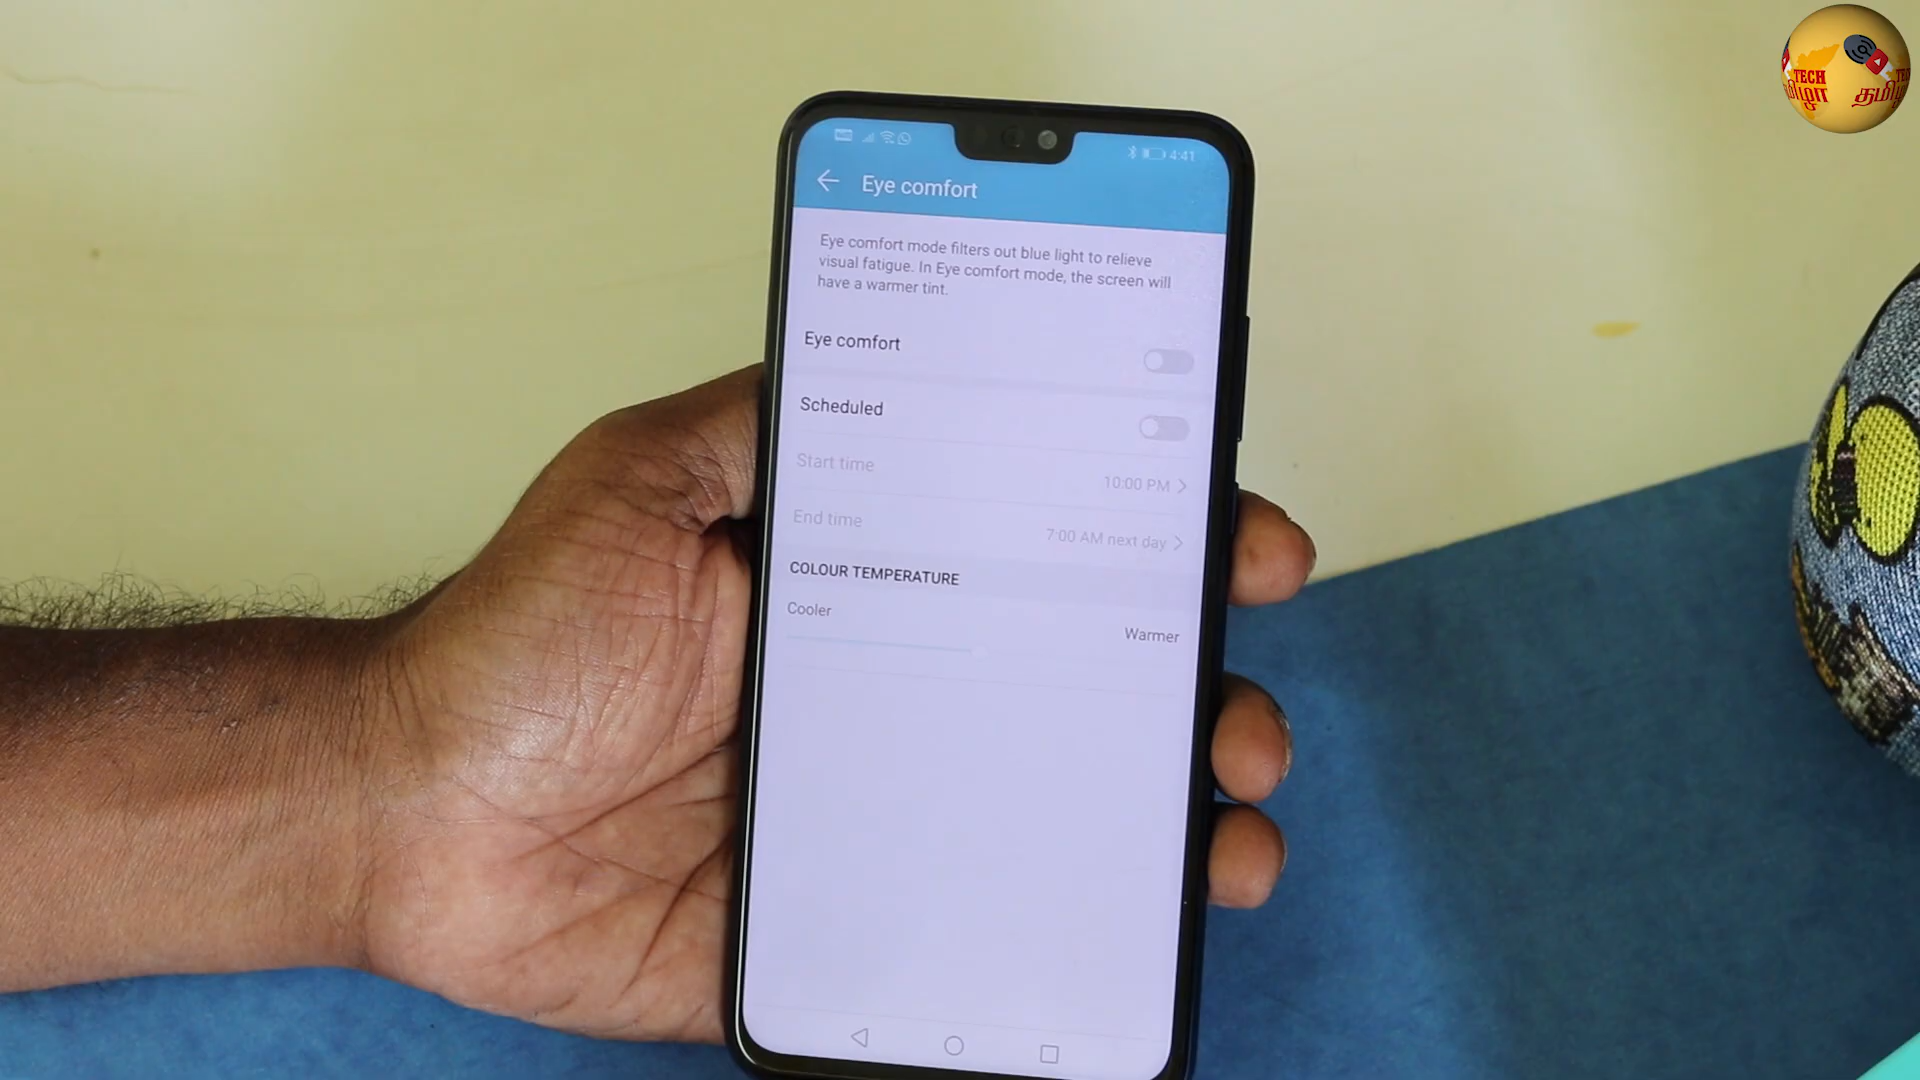 TECH
தமிழா
தமிழ
4:41
Eye comfort
Eye comfort mode filters out blue light to relieve
visual fatigue. In Eye comfort mode, the screen will
have a warmer tint.
Eye comfort
Scheduled
Start time
10:00 PM
End time
7:00 AM next day
COLOUR TEMPERATURE
Cooler
Warmer